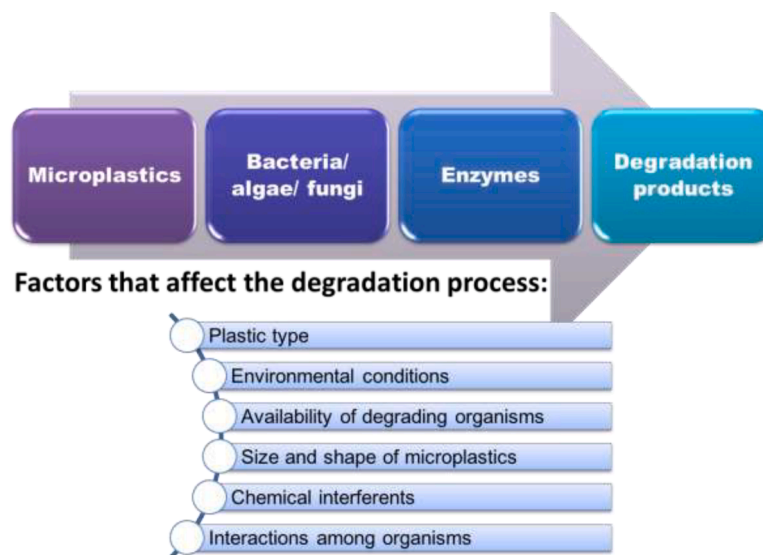 Microplastics
Bacteria/
algae/ fungi
Enzymes
Degradation
products
Factors that affect the degradation process:
Plastic type
Environmental conditions
Availability of degrading organisms
Size and shape of microplastics
Chemical interferents
Interactions among organisms